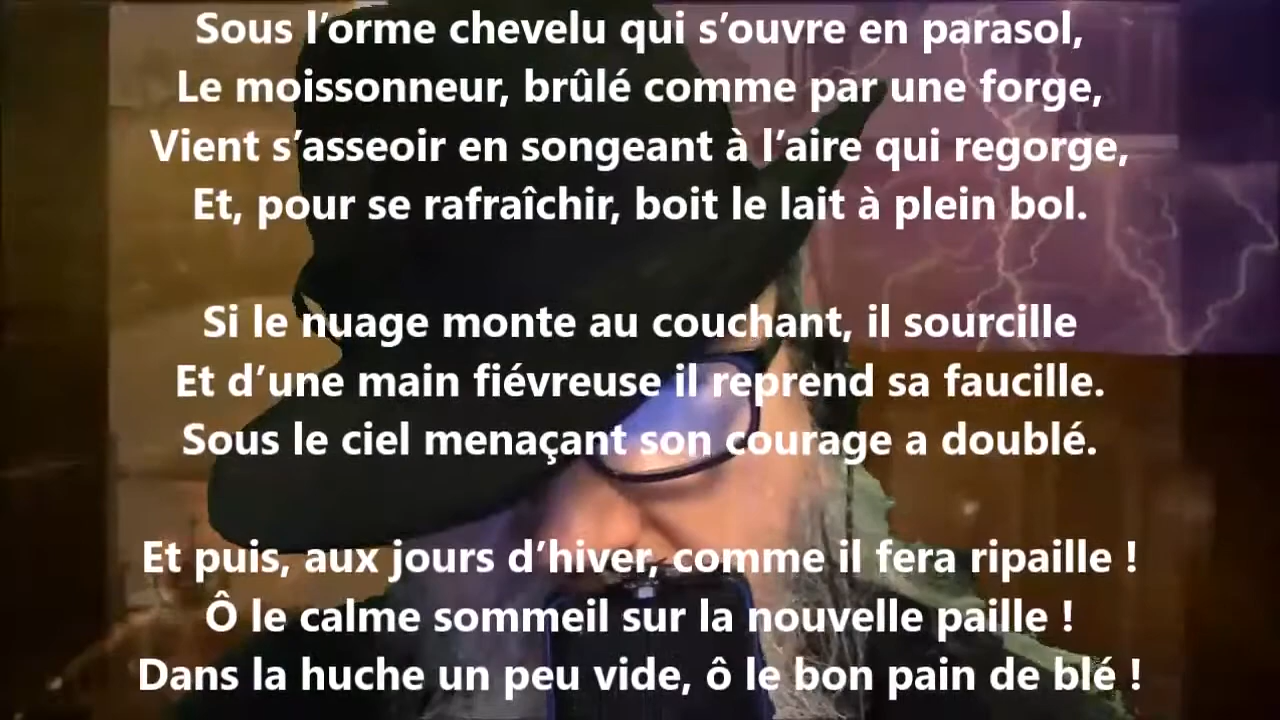 Sous l’orme chevelu qui s’ouvre en parasol,
Le moissonneur, brûlé comme par une forge,
Vient s’asseoir en songeant à l’aire qui regorge,
Et, pour se rafraîchir, boit le lait à plein bol.
Si le nuage monte au couchant, il sourcille
Et d’une main fiévreuse il reprend sa faucille.
Sous le ciel menaçant son courage a doublé.
Et puis, aux jours d’hiver, comme il fera ripaille !
Ô le calme sommeil sur la nouvelle paille !
Dans la huche un peu vide, ô le bon pain de blé !